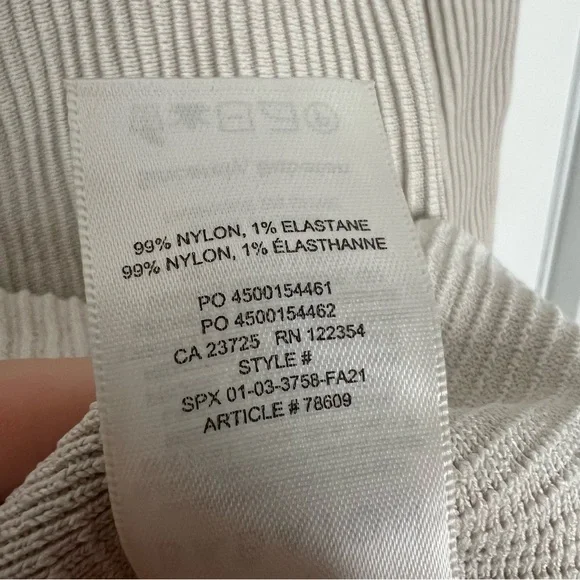 99% NYLON, 1% ELASTANE
99% NYLON, 1% ÉLASTHANNE
PO 4500154461
PO 4500154462
CA 23725 RN 122354
STYLE #
SPX 01-03-3758-FA21
ARTICLE # 78609